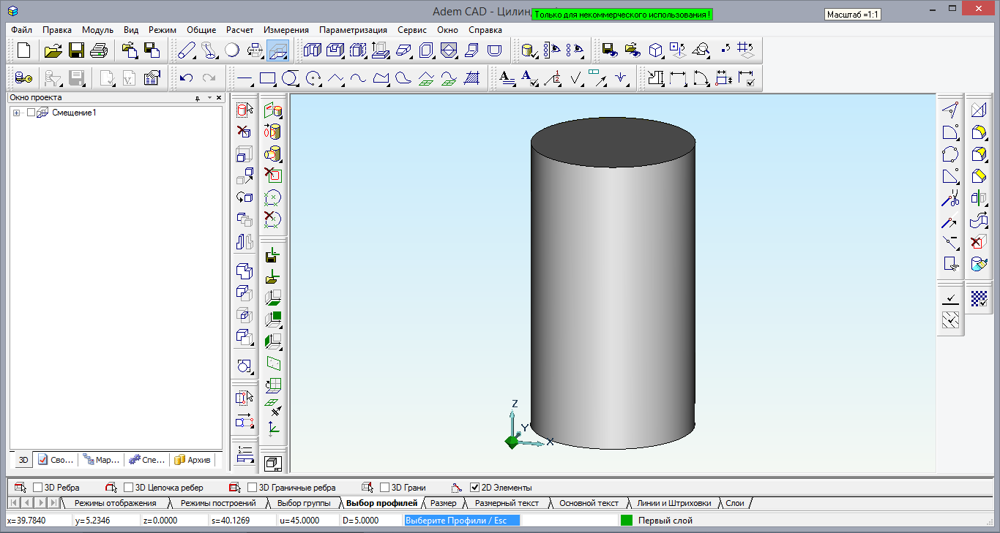 Adem CAD - Цилинд
Только для некоммерческого использования !
Масштаб =1:1
Файл Правка Модуль Вид Режим Общие Расчет Измерения Параметризация Сервис Окно Справка
Окно проекта
Смещение1
Z
Y
X
3D Сво... Мар... Спе... Архив
3D Ребра 3D Цепочка ребер 3D Граничные ребра 3D Грани 2D Элементы
Режимы отображения Режимы построений Выбор группы Выбор профилей Размер Размерный текст Основной текст Линии и Штриховки Слои
x=39.7840 y=5.2346 z=0.0000 s=40.1269 u=45.0000 D=5.0000 Выберите Профили / Esc Первый слой